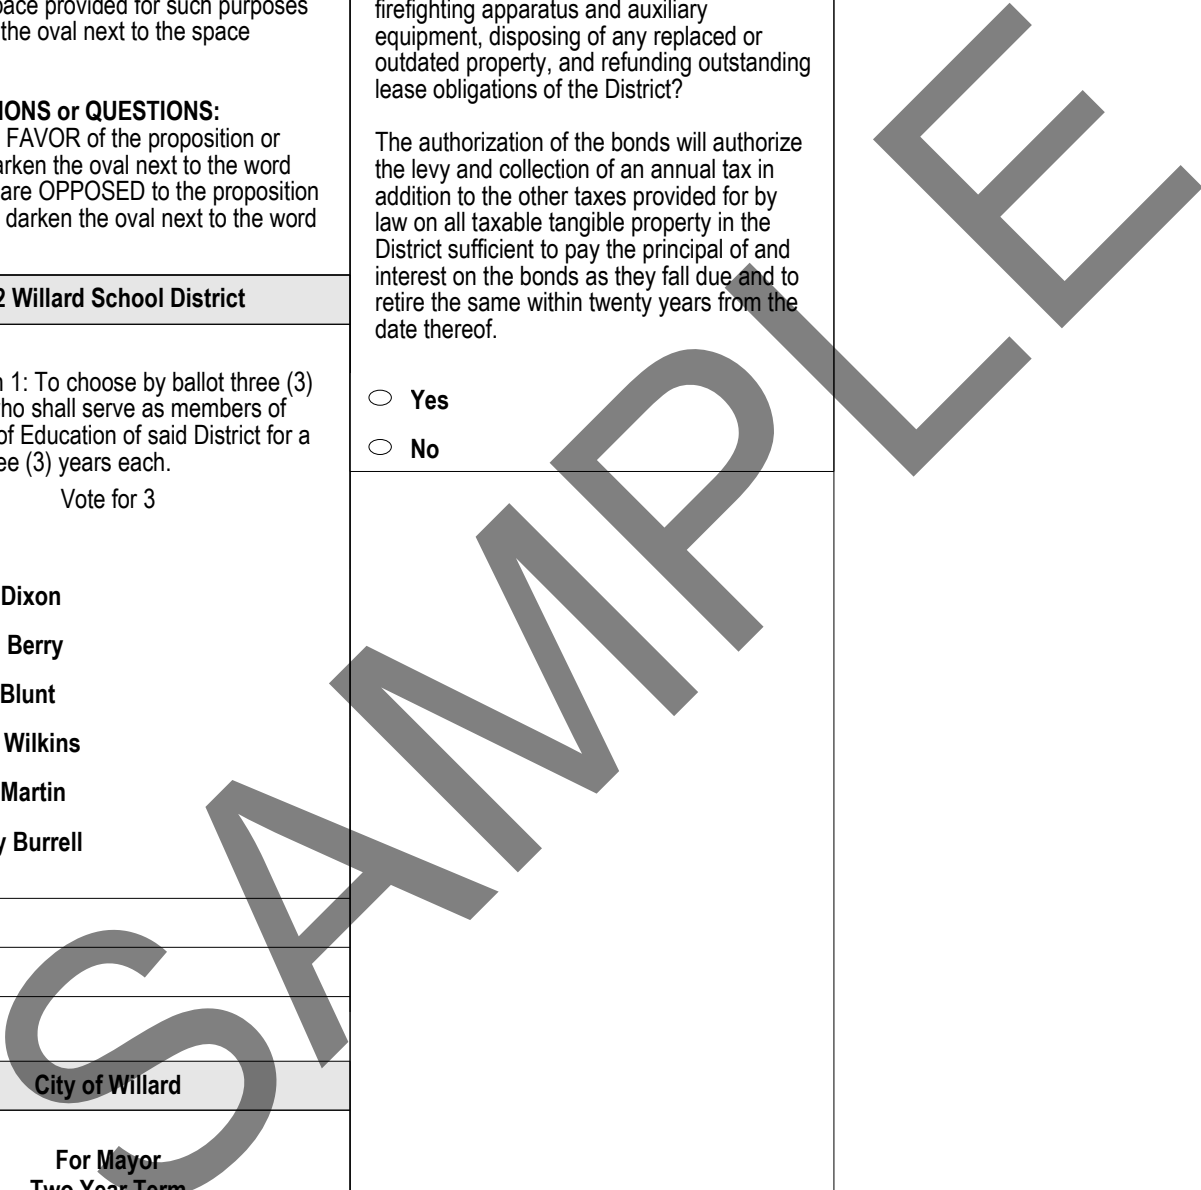 pace provided for such purposes
the oval next to the space
IONS or QUESTIONS:
FAVOR of the proposition or
arken the oval next to the word
are OPPOSED to the proposition
darken the oval next to the word
2 Willard School District
n 1: To choose by ballot three (3)
who shall serve as members of
of Education of said District for a
ree (3) years each.
Vote for 3
Dixon
Berry
Blunt
Wilkins
Martin
y Burrell
City of Willard
For Mayor
Two Year Term
firefighting apparatus and auxiliary
equipment, disposing of any replaced or
outdated property, and refunding outstanding
lease obligations of the District?
The authorization of the bonds will authorize
the levy and collection of an annual tax in
addition to the other taxes provided for by
law on all taxable tangible property in the
District sufficient to pay the principal of and
interest on the bonds as they fall due and to
retire the same within twenty years from the
date thereof.
Yes
No
SAMPLE